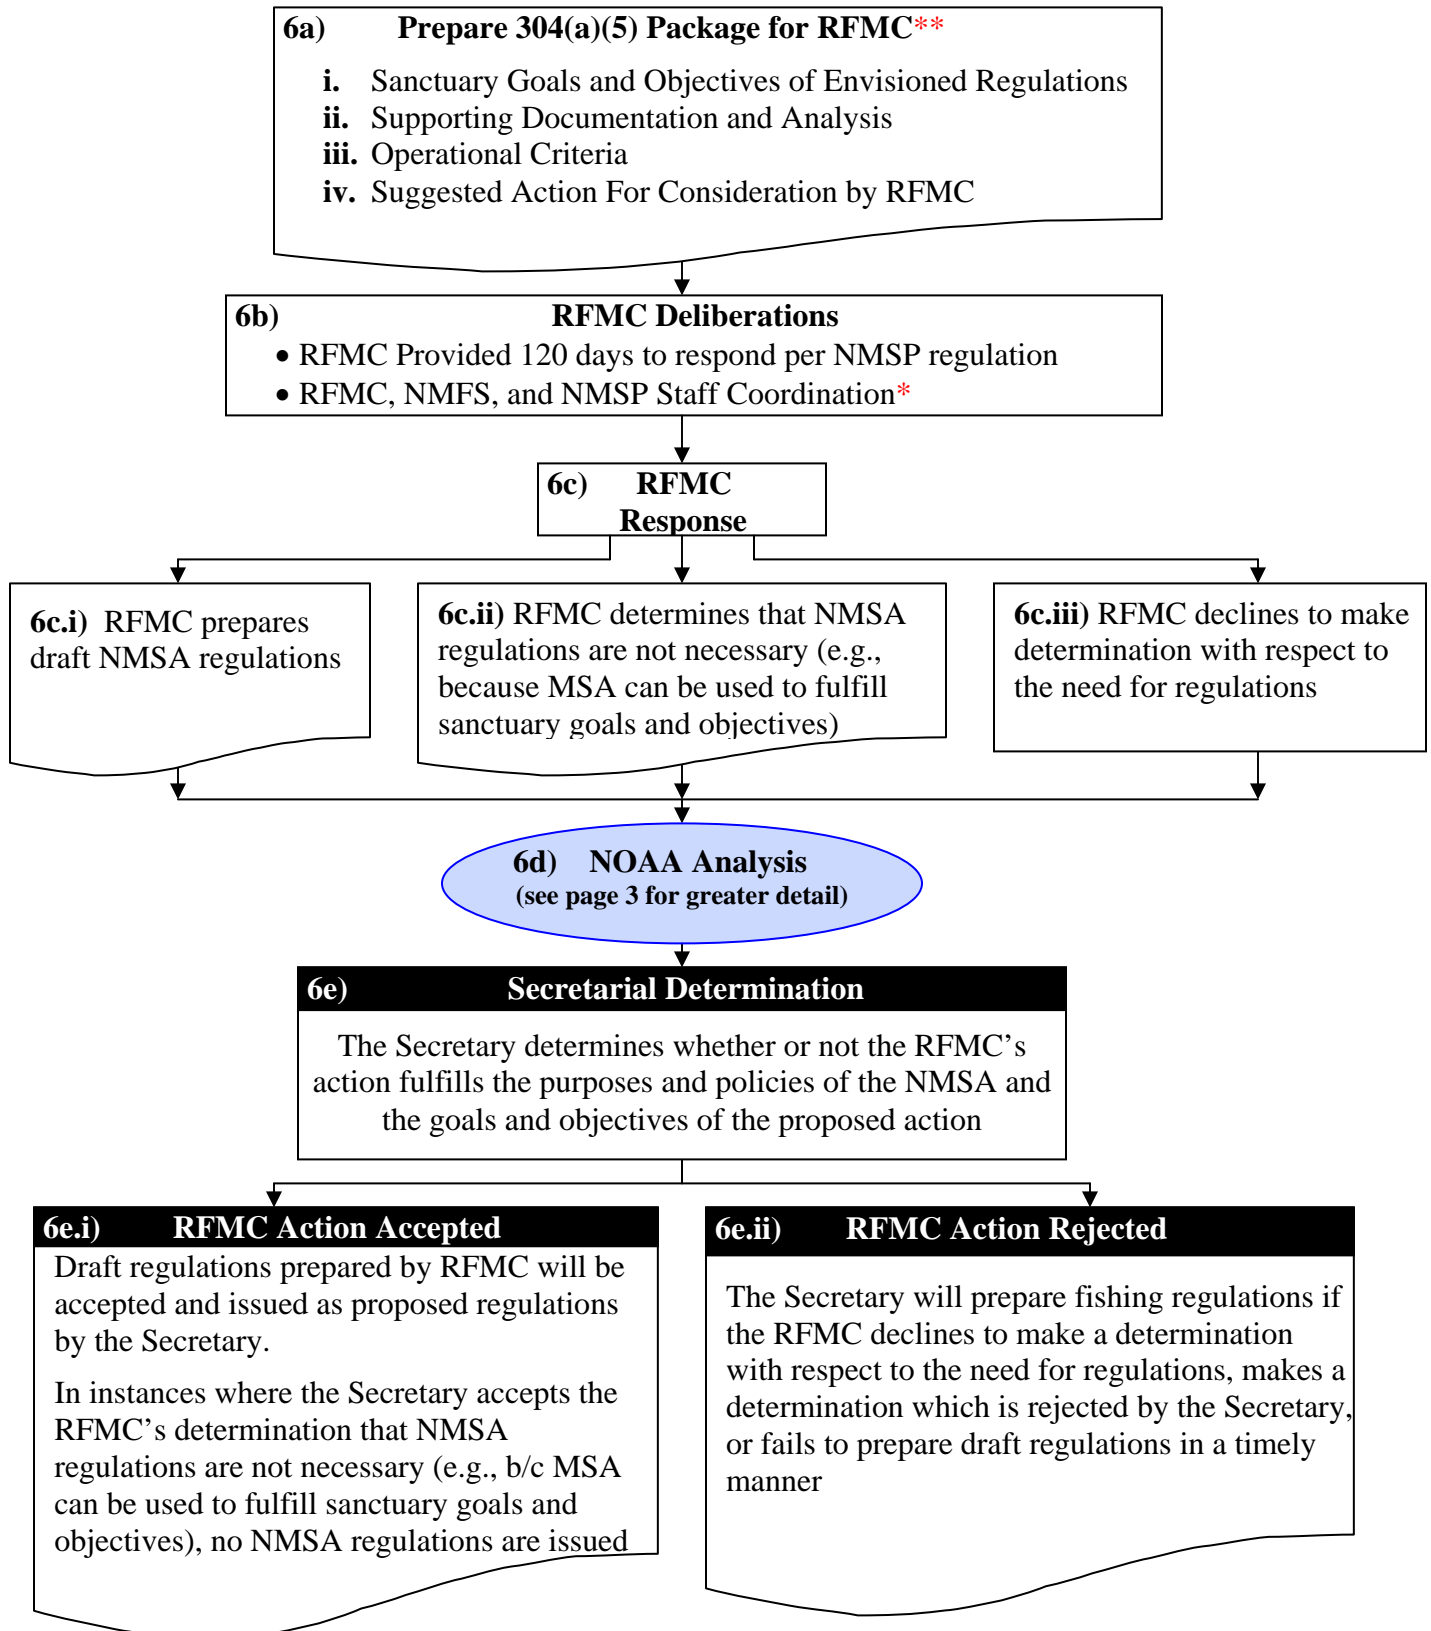 6a) Prepare 304(a)(5) Package for RFMC**
i. Sanctuary Goals and Objectives of Envisioned Regulations
ii. Supporting Documentation and Analysis
iii. Operational Criteria
iv. Suggested Action For Consideration by RFMC
6b) RFMC Deliberations
• RFMC Provided 120 days to respond per NMSP regulation
• RFMC, NMFS, and NMSP Staff Coordination*
6c) RFMC
Response
6c.i) RFMC prepares
draft NMSA regulations
6c.ii) RFMC determines that NMSA
regulations are not necessary (e.g.,
because MSA can be used to fulfill
sanctuary goals and objectives)
6c.iii) RFMC declines to make
determination with respect to
the need for regulations
6d) NOAA Analysis
(see page 3 for greater detail)
6e) Secretarial Determination
The Secretary determines whether or not the RFMC’s
action fulfills the purposes and policies of the NMSA and
the goals and objectives of the proposed action
6e.i) RFMC Action Accepted
Draft regulations prepared by RFMC will be
accepted and issued as proposed regulations
by the Secretary.
In instances where the Secretary accepts the
RFMC’s determination that NMSA
regulations are not necessary (e.g., b/c MSA
can be used to fulfill sanctuary goals and
objectives), no NMSA regulations are issued
6e.ii) RFMC Action Rejected
The Secretary will prepare fishing regulations if
the RFMC declines to make a determination
with respect to the need for regulations, makes a
determination which is rejected by the Secretary,
or fails to prepare draft regulations in a timely
manner